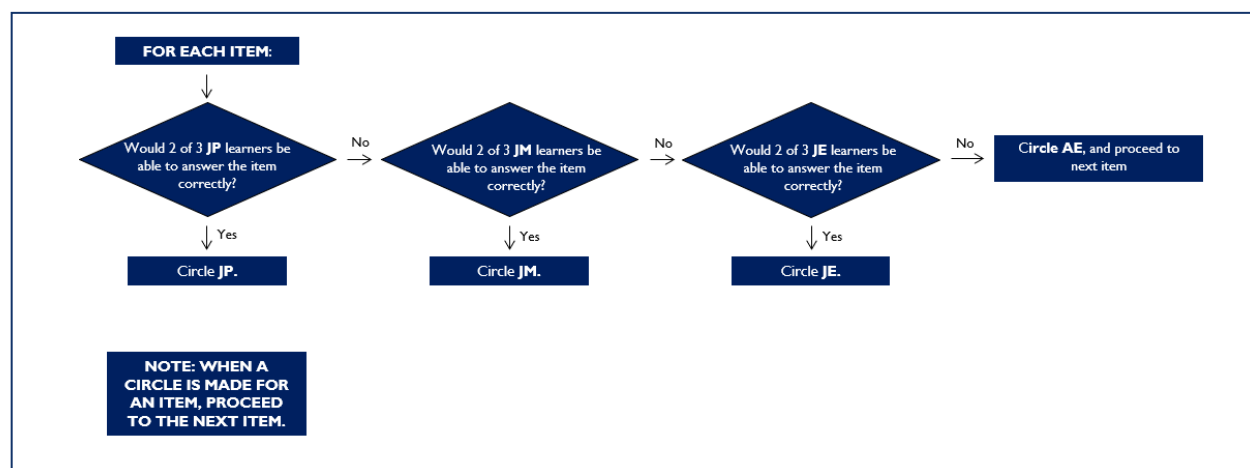 FOR EACH ITEM:
Would 2 of 3 JP learners be
able to answer the item
correctly?
No
Would 2 of 3 JM learners be
able to answer the item
correctly?
No
Would 2 of 3 JE learners be
able to answer the item
correctly?
No
Circle AE, and proceed to
next item
Yes
Yes
Yes
Circle JP.
Circle JM.
Circle JE.
NOTE: WHEN A
CIRCLE IS MADE FOR
AN ITEM, PROCEED
TO THE NEXT ITEM.